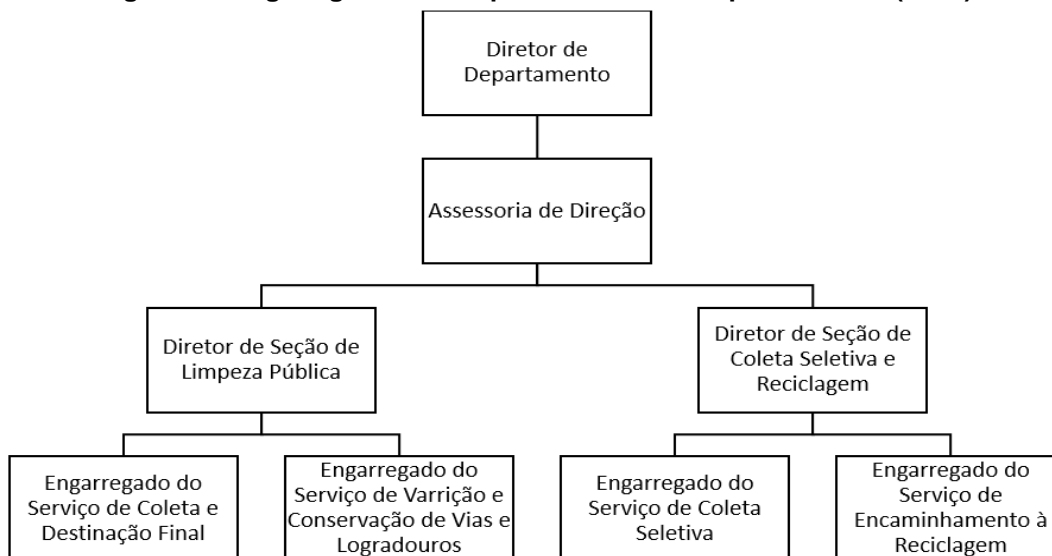 Diretor de
Departamento
Assessoria de Direção
Diretor de Seção de
Limpeza Pública
Diretor de Seção de
Coleta Seletiva e
Reciclagem
Engarregado do
Serviço de Coleta e
Destinação Final
Engarregado do
Serviço de Varrição e
Conservação de Vias e
Logradouros
Engarregado do
Serviço de Coleta
Seletiva
Engarregado do
Serviço de
Encaminhamento à
Reciclagem